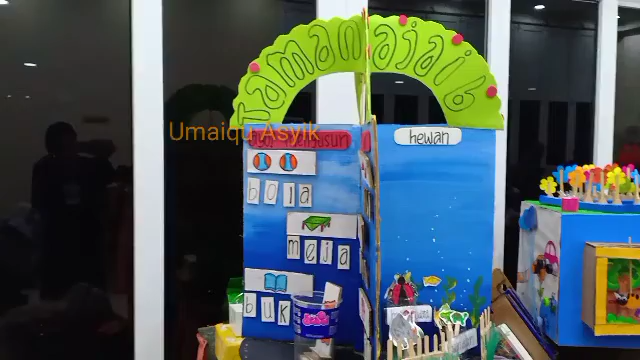 Taman ajaib
Umaiqu Asyik
hewan
bola
meja
buk